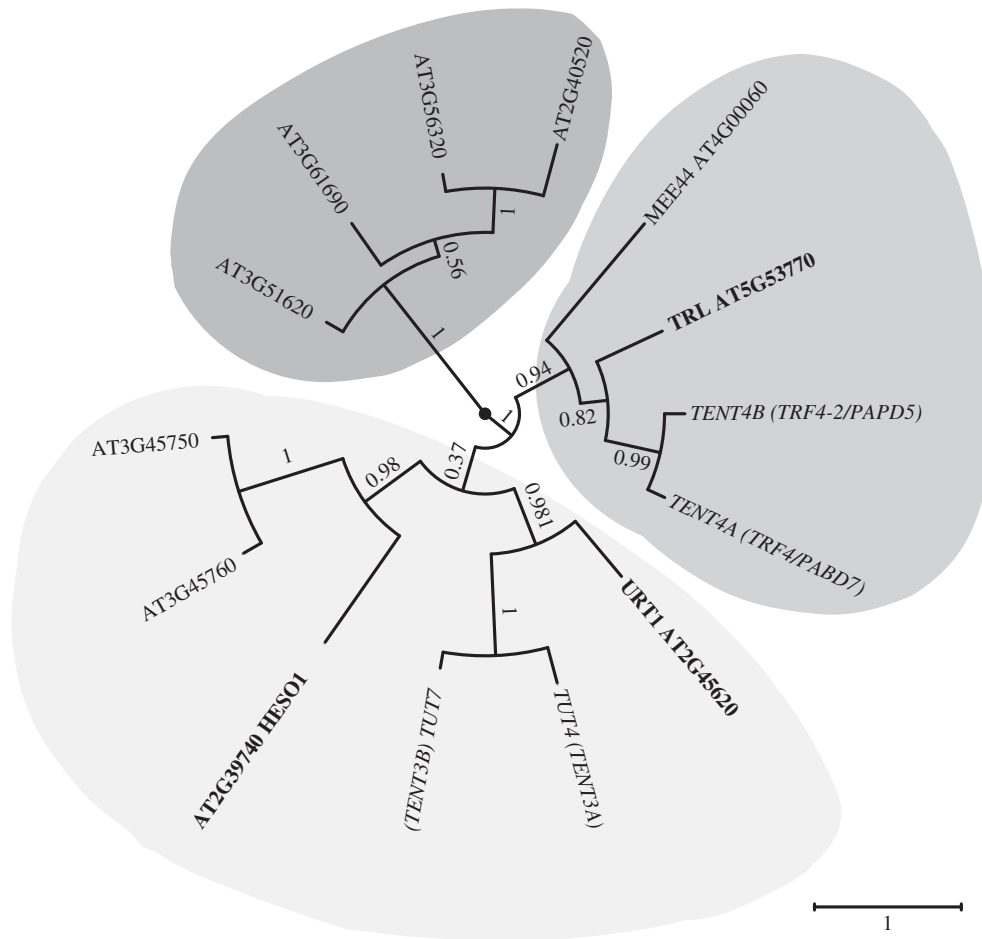 AT3G56320
AT2G40520
AT3G61690
AT3G51620
1
0.56
1
MEE44 AT4G00060
TRL AT5G53770
TENT4B (TRF4-2/PAPD5)
TENT4A (TRF4/PABD7)
0.94
0.82
0.99
1
0.37
AT3G45750
1
0.98
0.981
AT3G45760
1
URT1 AT2G45620
AT2G39740 HESO1
(TENT3B) TUT7
TUT4 (TENT3A)
1